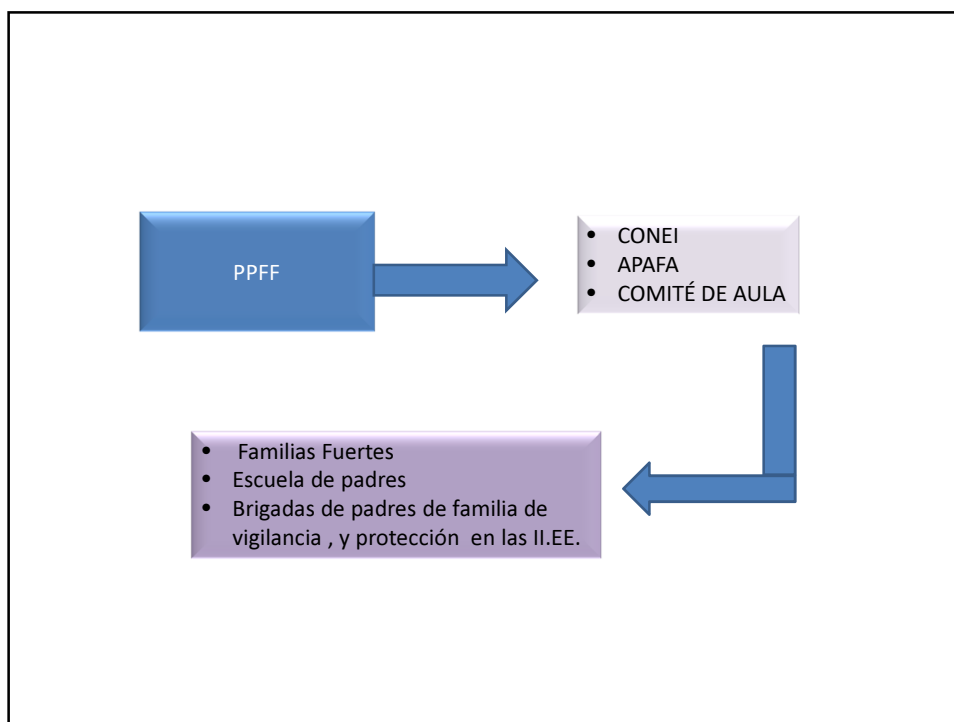 PPFF
• CONEI
• APAFA
• COMITÉ DE AULA
• Familias Fuertes
• Escuela de padres
• Brigadas de padres de familia de
vigilancia , y protección en las II.EE.